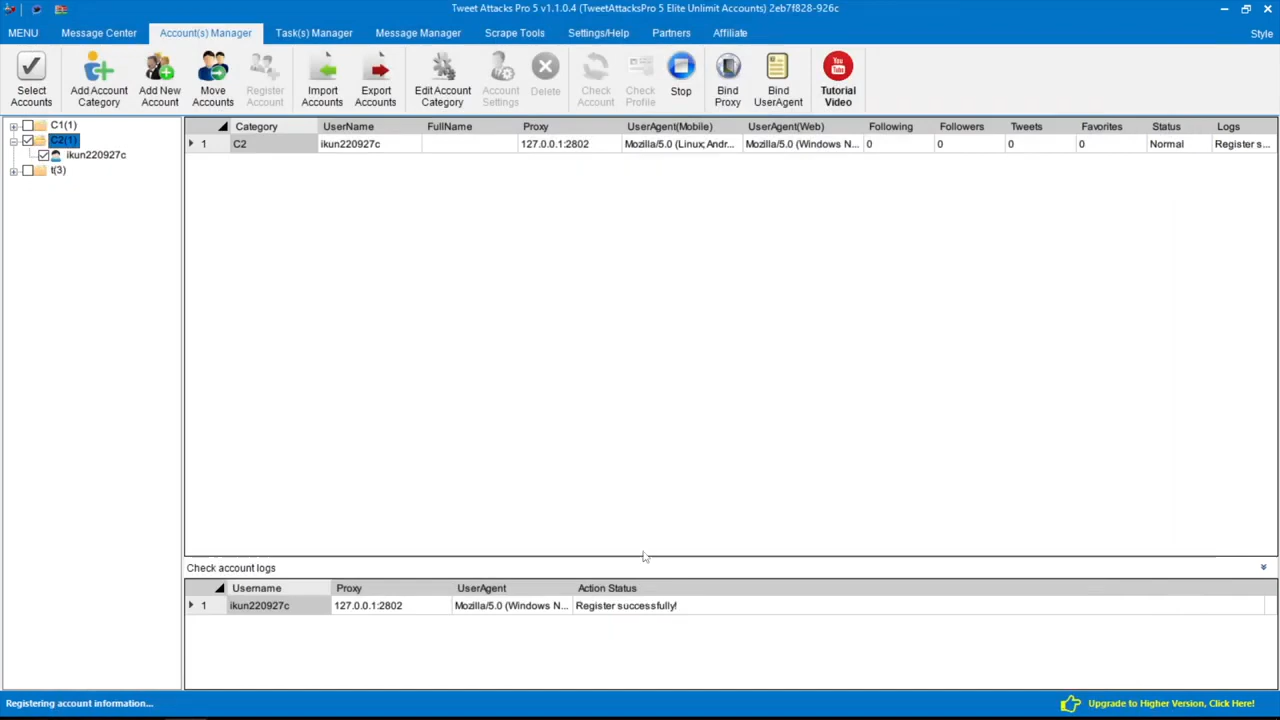 Tweet Attacks Pro 5 v1.1.0.4 (TweetAttacksPro 5 Elite Unlimit Accounts) 2eb7f828-926c
MENU Message Center Account(s) Manager Task(s) Manager Message Manager Scrape Tools Settings/Help Partners Affiliate Style
Select Accounts
Add Account Category
Add New Account
Move Accounts
Register Account
Import Accounts
Export Accounts
Edit Account Category
Account Settings
Delete
Check Account
Check Profile
Stop
Bind Proxy
Bind UserAgent
You Tube
Tutorial Video
C1(1)
C2(1)
ikun220927c
t(3)
Category UserName FullName Proxy UserAgent(Mobile) UserAgent(Web) Following Followers Tweets Favorites Status Logs
1 C2 ikun220927c 127.0.0.1:2802 Mozilla/5.0 (Linux; Andr... Mozilla/5.0 (Windows N... 0 0 0 0 Normal Register s...
Check account logs
Username Proxy UserAgent Action Status
1 ikun220927c 127.0.0.1:2802 Mozilla/5.0 (Windows N... Register successfully!
Registering account information... Upgrade to Higher Version, Click Here!